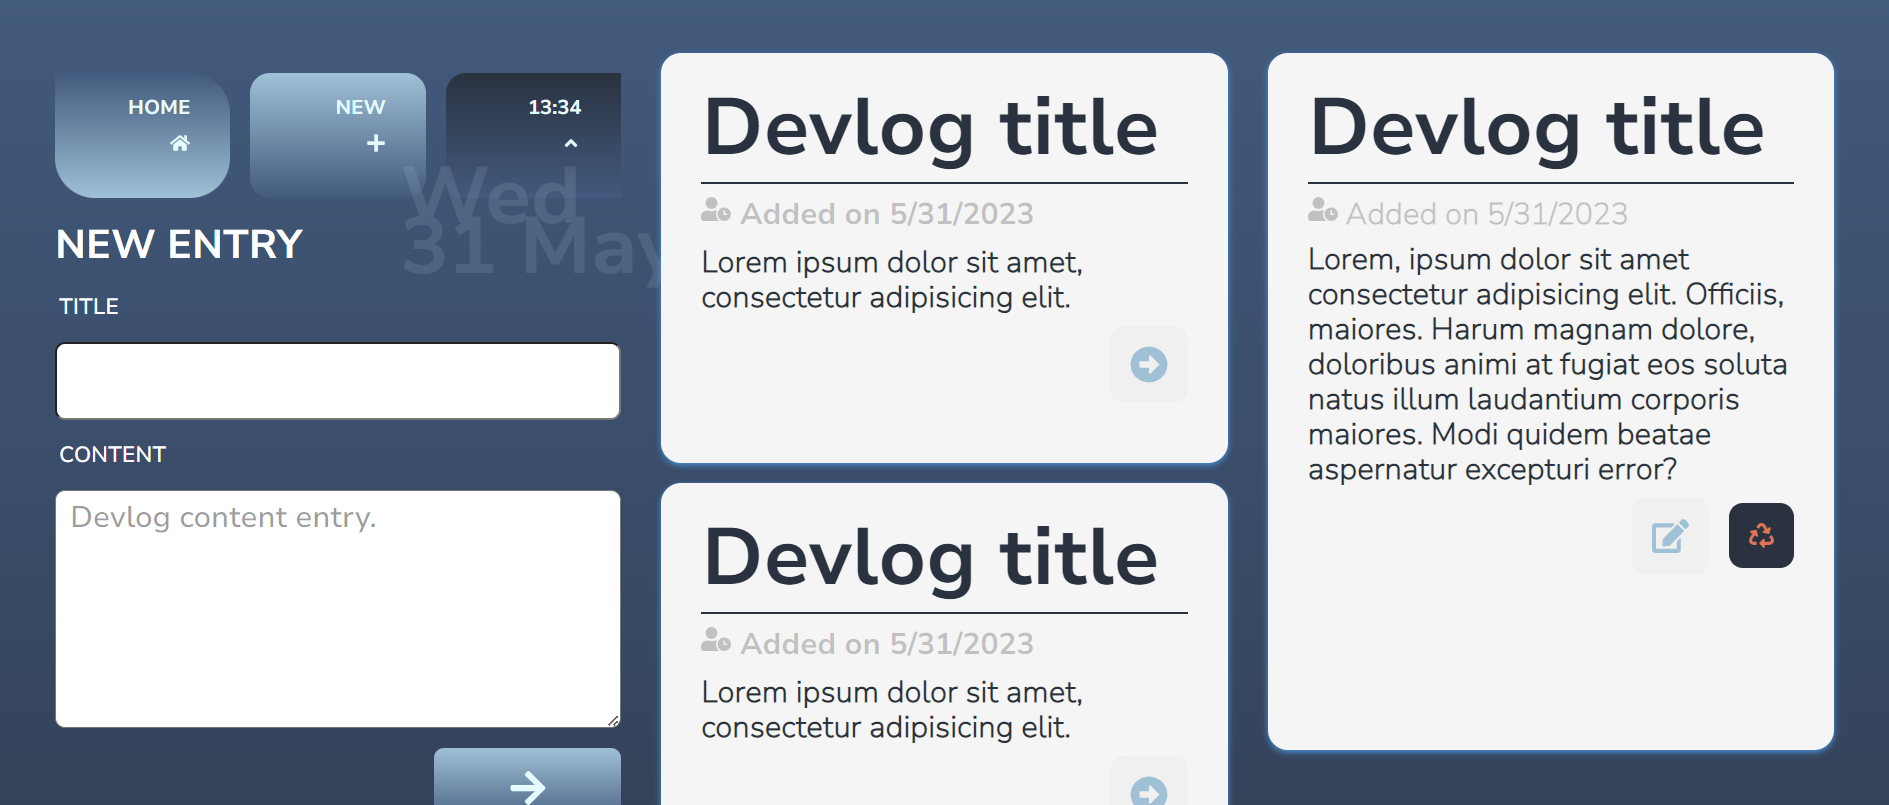 HOME
NEW
13:34
Wed
31 May
NEW ENTRY
TITLE
CONTENT
Devlog content entry.
Devlog title
Added on 5/31/2023
Lorem ipsum dolor sit amet,
consectetur adipisicing elit.
Devlog title
Added on 5/31/2023
Lorem ipsum dolor sit amet,
consectetur adipisicing elit.
Devlog title
Added on 5/31/2023
Lorem, ipsum dolor sit amet
consectetur adipisicing elit. Officiis,
maiores. Harum magnam dolore,
doloribus animi at fugiat eos soluta
natus illum laudantium corporis
maiores. Modi quidem beatae
aspernatur excepturi error?